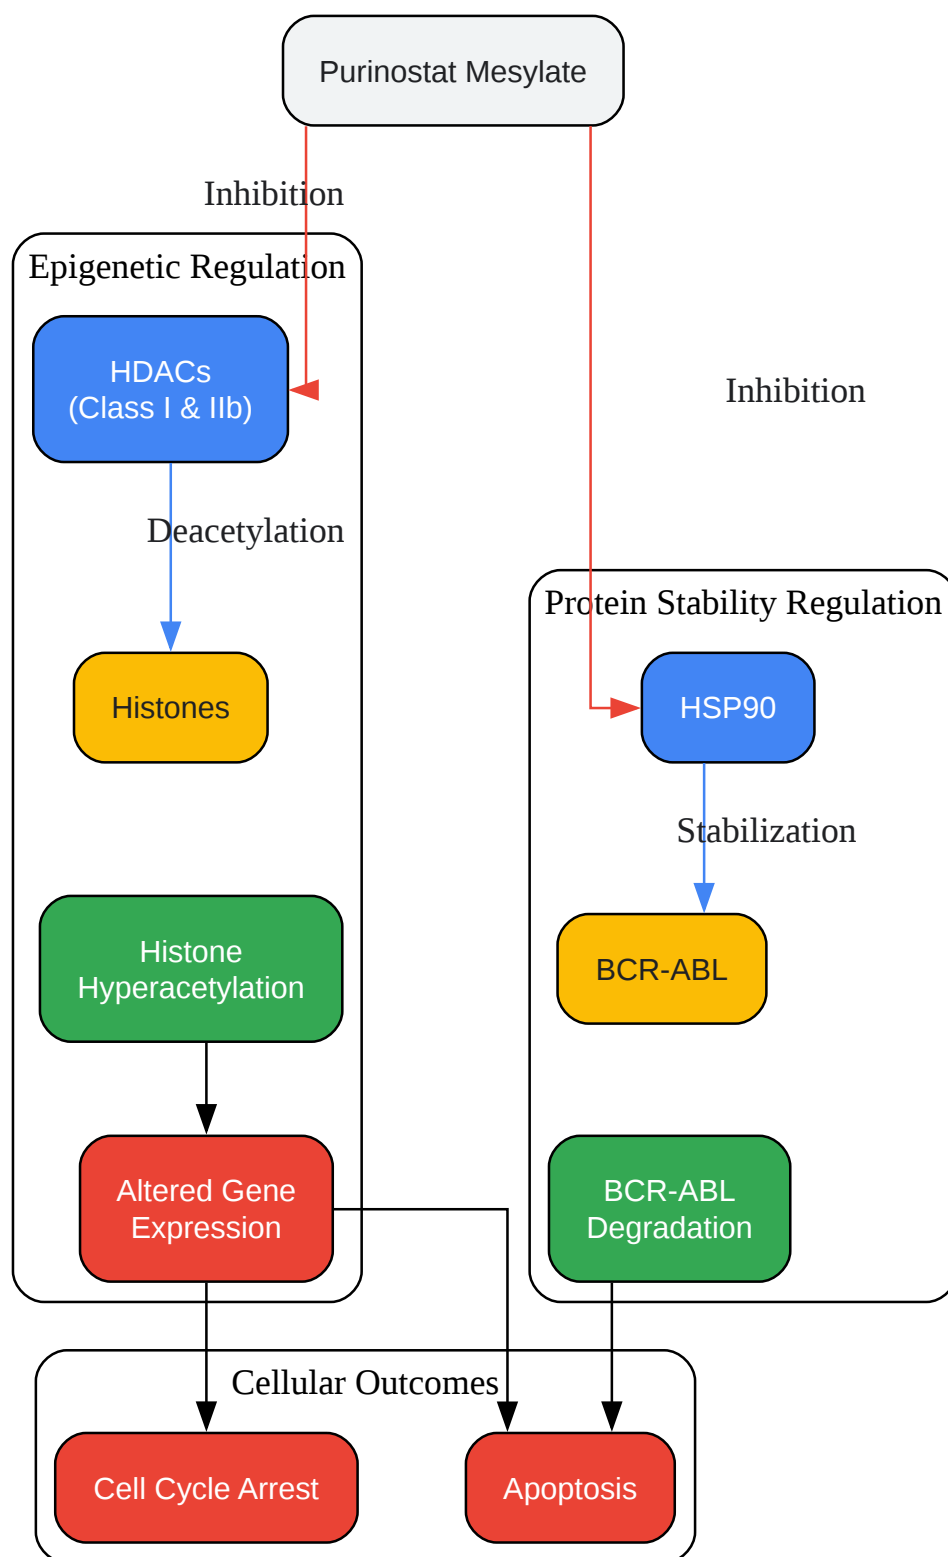 Purinostat Mesylate
Inhibition
Epigenetic Regulation
HDACs
(Class I & IIb)
Inhibition
Deacetylation
Protein Stability Regulation
Histones
HSP90
Stabilization
Histone
Hyperacetylation
BCR-ABL
Altered Gene
Expression
BCR-ABL
Degradation
Cellular Outcomes
Cell Cycle Arrest
Apoptosis